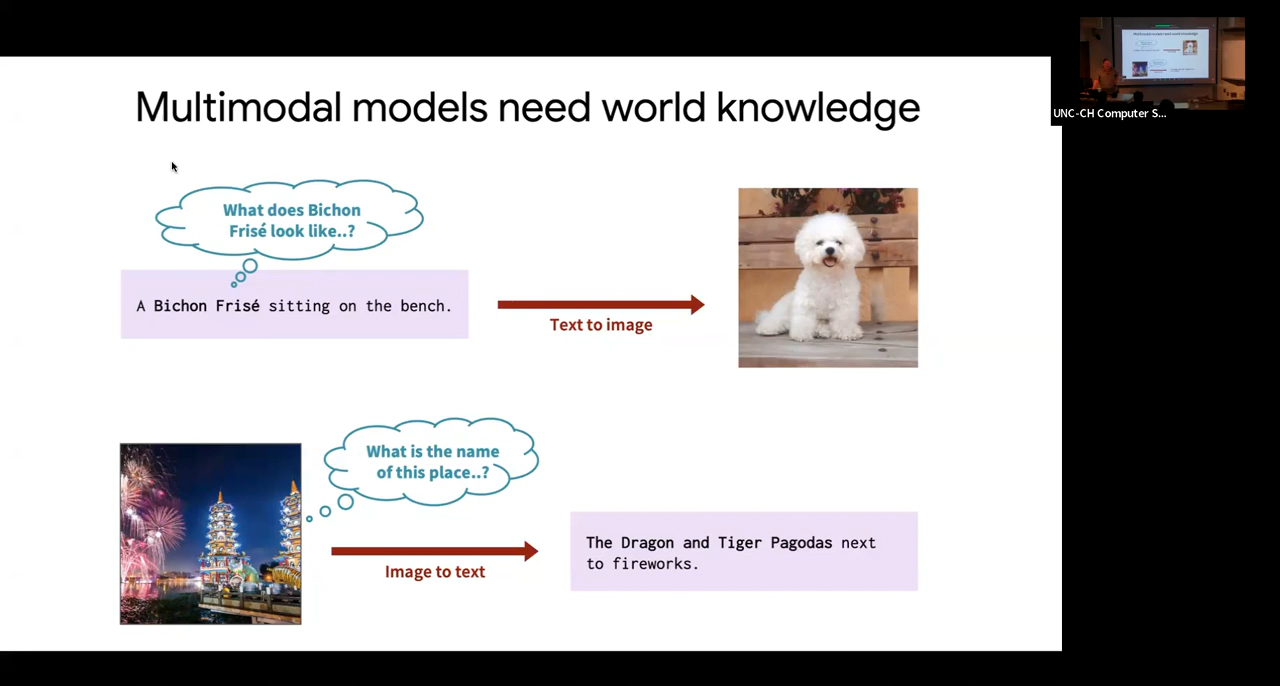 Multimodal models need world knowledge
UNC-CH Computer S...
What does Bichon
Frisé look like..?
A Bichon Frisé sitting on the bench.
Text to image
What is the name
of this place..?
Image to text
The Dragon and Tiger Pagodas next
to fireworks.